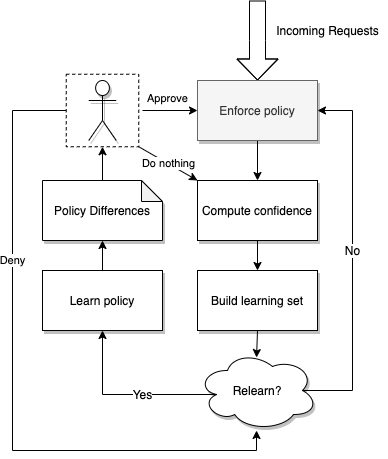 Incoming Requests
Approve
Enforce policy
Do nothing
Policy Differences
Compute confidence
No
Deny
Learn policy
Build learning set
Relearn?
Yes